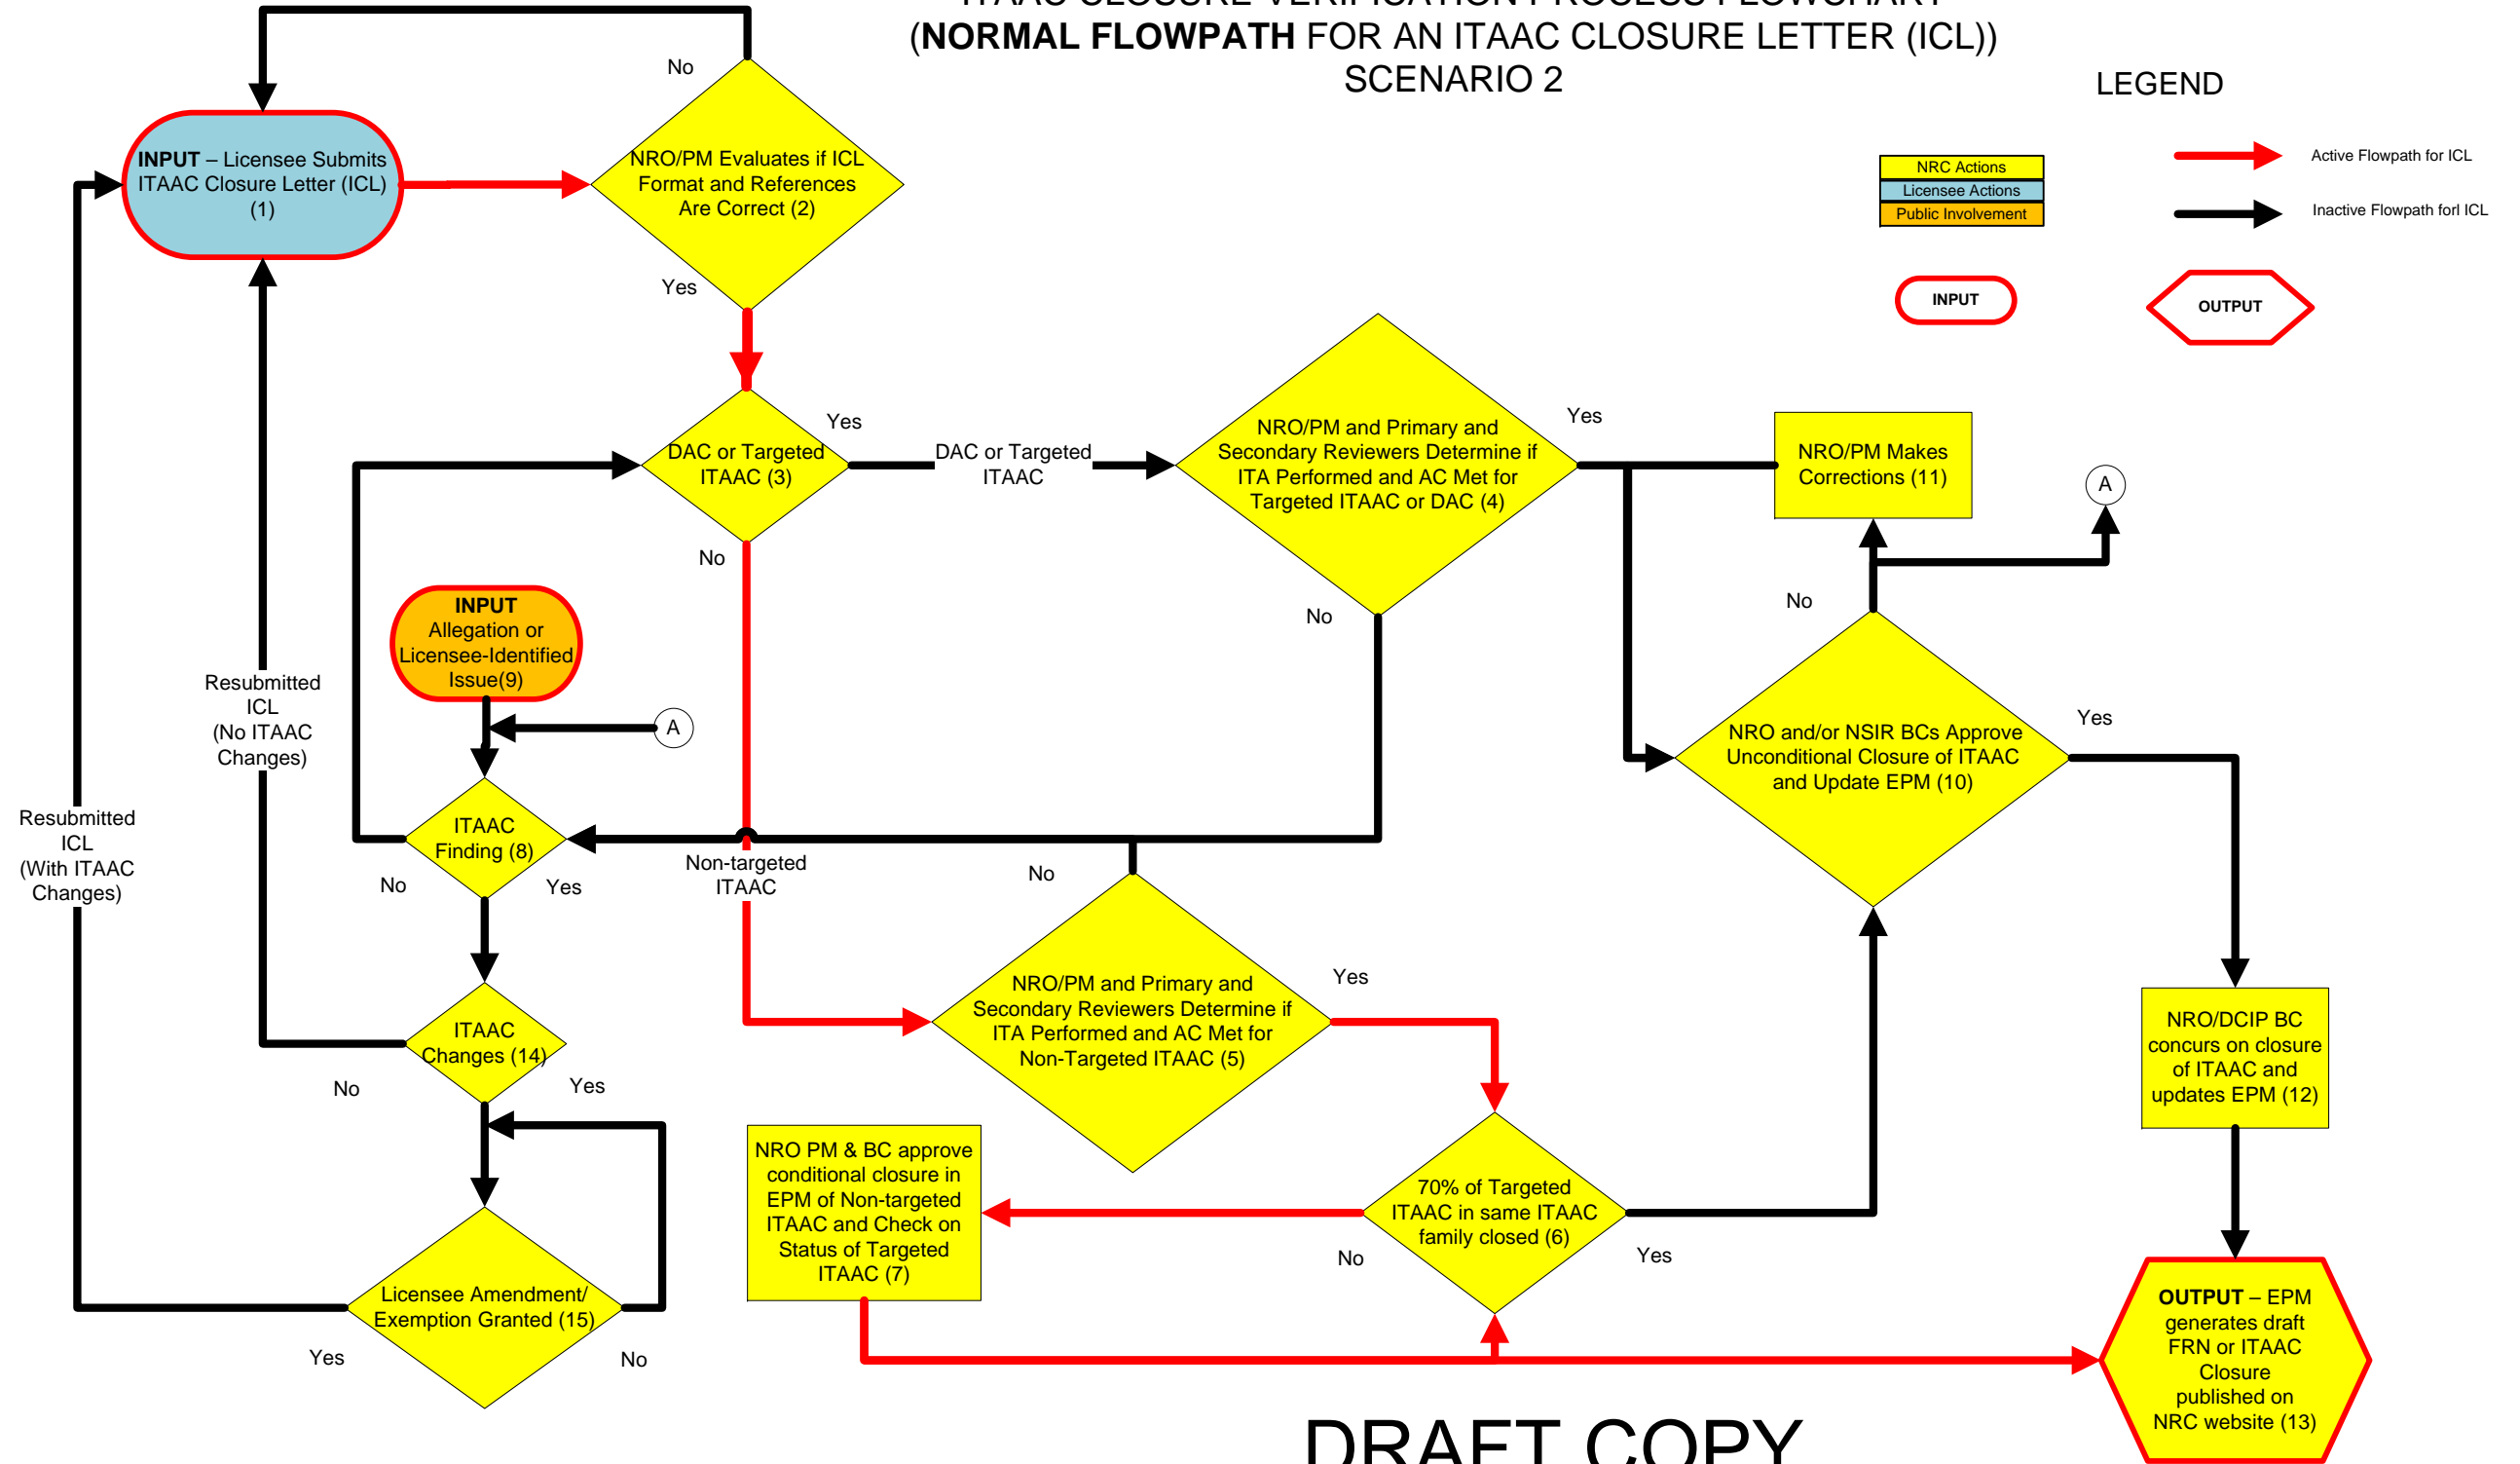 ITAAC CLOSURE VERIFICATION PROCESS FLOWCHART
(NORMAL FLOWPATH FOR AN ITAAC CLOSURE LETTER (ICL))
SCENARIO 2
LEGEND
NRC Actions
Licensee Actions
Public Involvement
Active Flowpath for ICL
Inactive Flowpath forl ICL
INPUT
OUTPUT
INPUT – Licensee Submits
ITAAC Closure Letter (ICL)
(1)
No
NRO/PM Evaluates if ICL
Format and References
Are Correct (2)
Yes
DAC or Targeted
ITAAC (3)
Yes
No
DAC or Targeted
ITAAC
NRO/PM and Primary and
Secondary Reviewers Determine if
ITA Performed and AC Met for
Targeted ITAAC or DAC (4)
Yes
No
NRO/PM Makes
Corrections (11)
A
No
NRO and/or NSIR BCs Approve
Unconditional Closure of ITAAC
and Update EPM (10)
Yes
INPUT
Allegation or
Licensee-Identified
Issue(9)
A
Resubmitted
ICL
(No ITAAC
Changes)
Resubmitted
ICL
(With ITAAC
Changes)
ITAAC
Finding (8)
No
Yes
Non-targeted
ITAAC
No
NRO/PM and Primary and
Secondary Reviewers Determine if
ITA Performed and AC Met for
Non-Targeted ITAAC (5)
Yes
ITAAC
Changes (14)
No
Yes
NRO/DCIP BC
concurs on closure
of ITAAC and
updates EPM (12)
NRO PM & BC approve
conditional closure in
EPM of Non-targeted
ITAAC and Check on
Status of Targeted
ITAAC (7)
70% of Targeted
ITAAC in same ITAAC
family closed (6)
No
Yes
Licensee Amendment/
Exemption Granted (15)
Yes
No
OUTPUT – EPM
generates draft
FRN or ITAAC
Closure
published on
NRC website (13)
DRAFT COPY